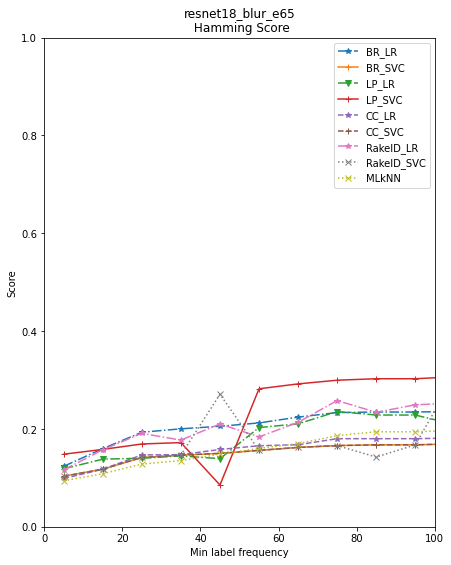 resnet18_blur_e65
Hamming Score
1.0
0.8
0.6
0.4
0.2
0.0
Score
0 20 40 60 80 100
Min label frequency
BR_LR
BR_SVC
LP_LR
LP_SVC
CC_LR
CC_SVC
RakelD_LR
RakelD_SVC
MLkNN